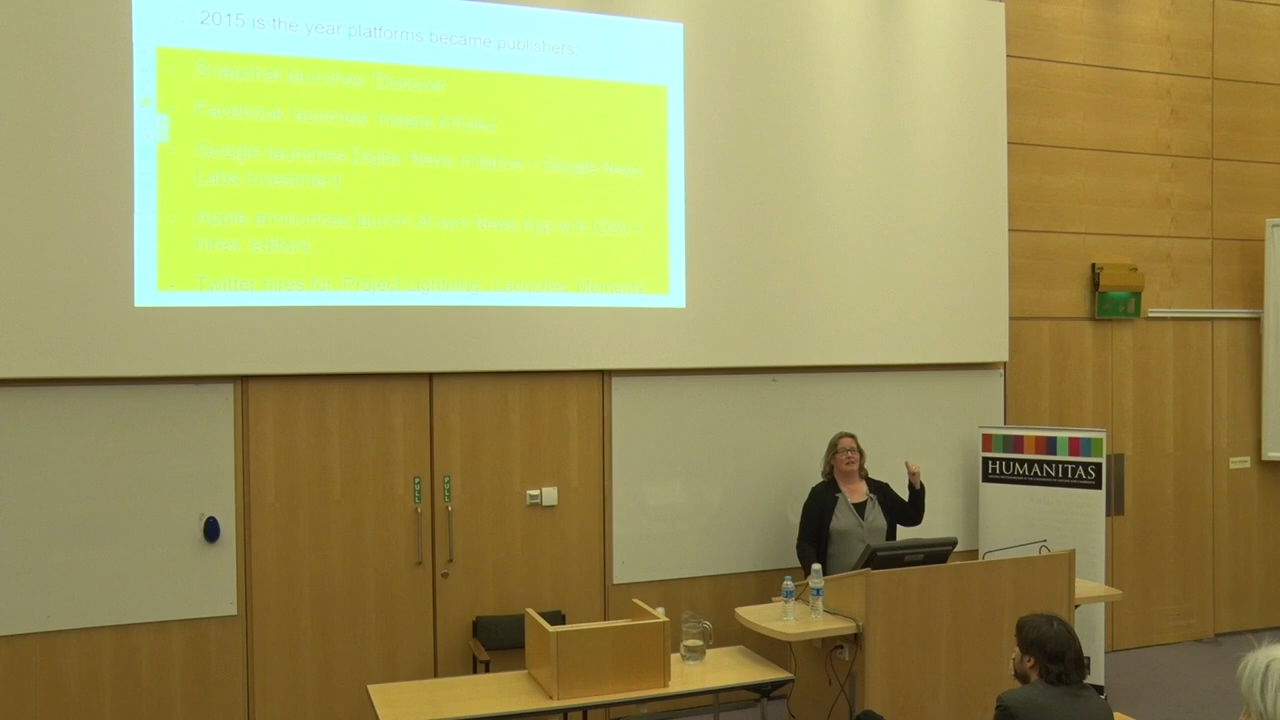 ....2015 is the year platforms became publishers:
- Snapchat launches 'Discover'
- Facebook launches 'Instant Articles'
- Google launches Digital News Initiative + Google News
Labs investment
- Apple announces launch of own News App with
hires 'editors'
- Twitter hires for Project Lightning, launches 'Moments
PULL
PULL
HUMANITAS